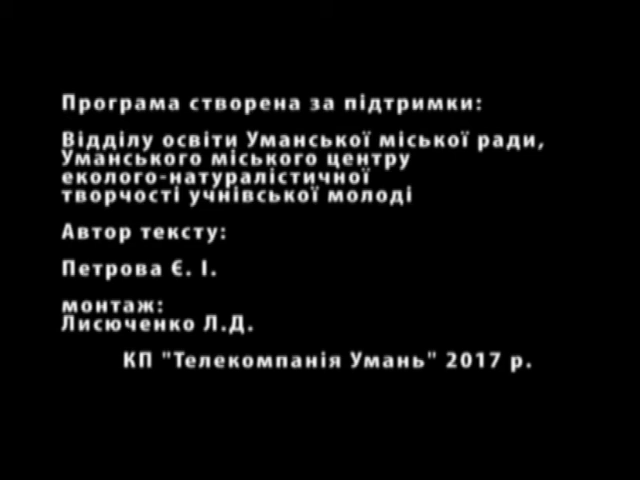 Програма створена за підтримки:
Відділу освіти Уманської міської ради,
Уманського міського центру
еколого-натуралістичної
творчості учнівської молоді
Автор тексту:
Петрова Є. І.
монтаж:
Лисюченко Л.Д.
КП "Телекомпанія Умань" 2017 р.